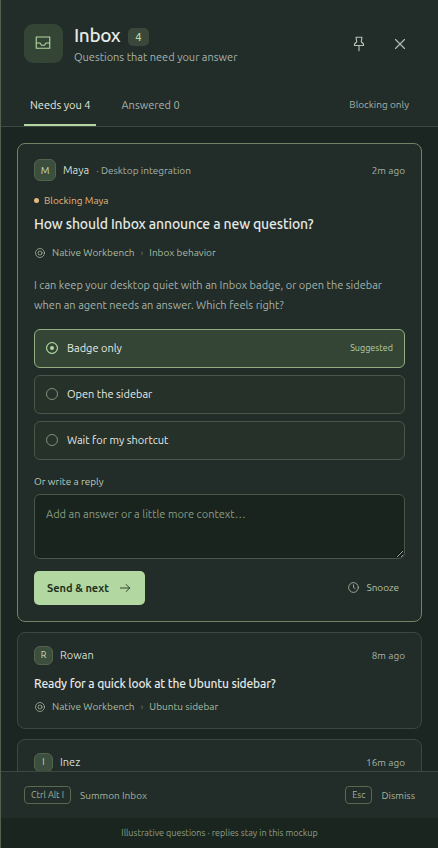 Inbox 4
Questions that need your answer
Needs you 4 Answered 0 Blocking only
M Maya · Desktop integration 2m ago
Blocking Maya
How should Inbox announce a new question?
Native Workbench › Inbox behavior
I can keep your desktop quiet with an Inbox badge, or open the sidebar
when an agent needs an answer. Which feels right?
Badge only Suggested
Open the sidebar
Wait for my shortcut
Or write a reply
Add an answer or a little more context...
Send & next → Snooze
R Rowan 8m ago
Ready for a quick look at the Ubuntu sidebar?
Native Workbench › Ubuntu sidebar
I Inez 16m ago
Ctrl Alt I Summon Inbox Esc Dismiss
Illustrative questions · replies stay in this mockup